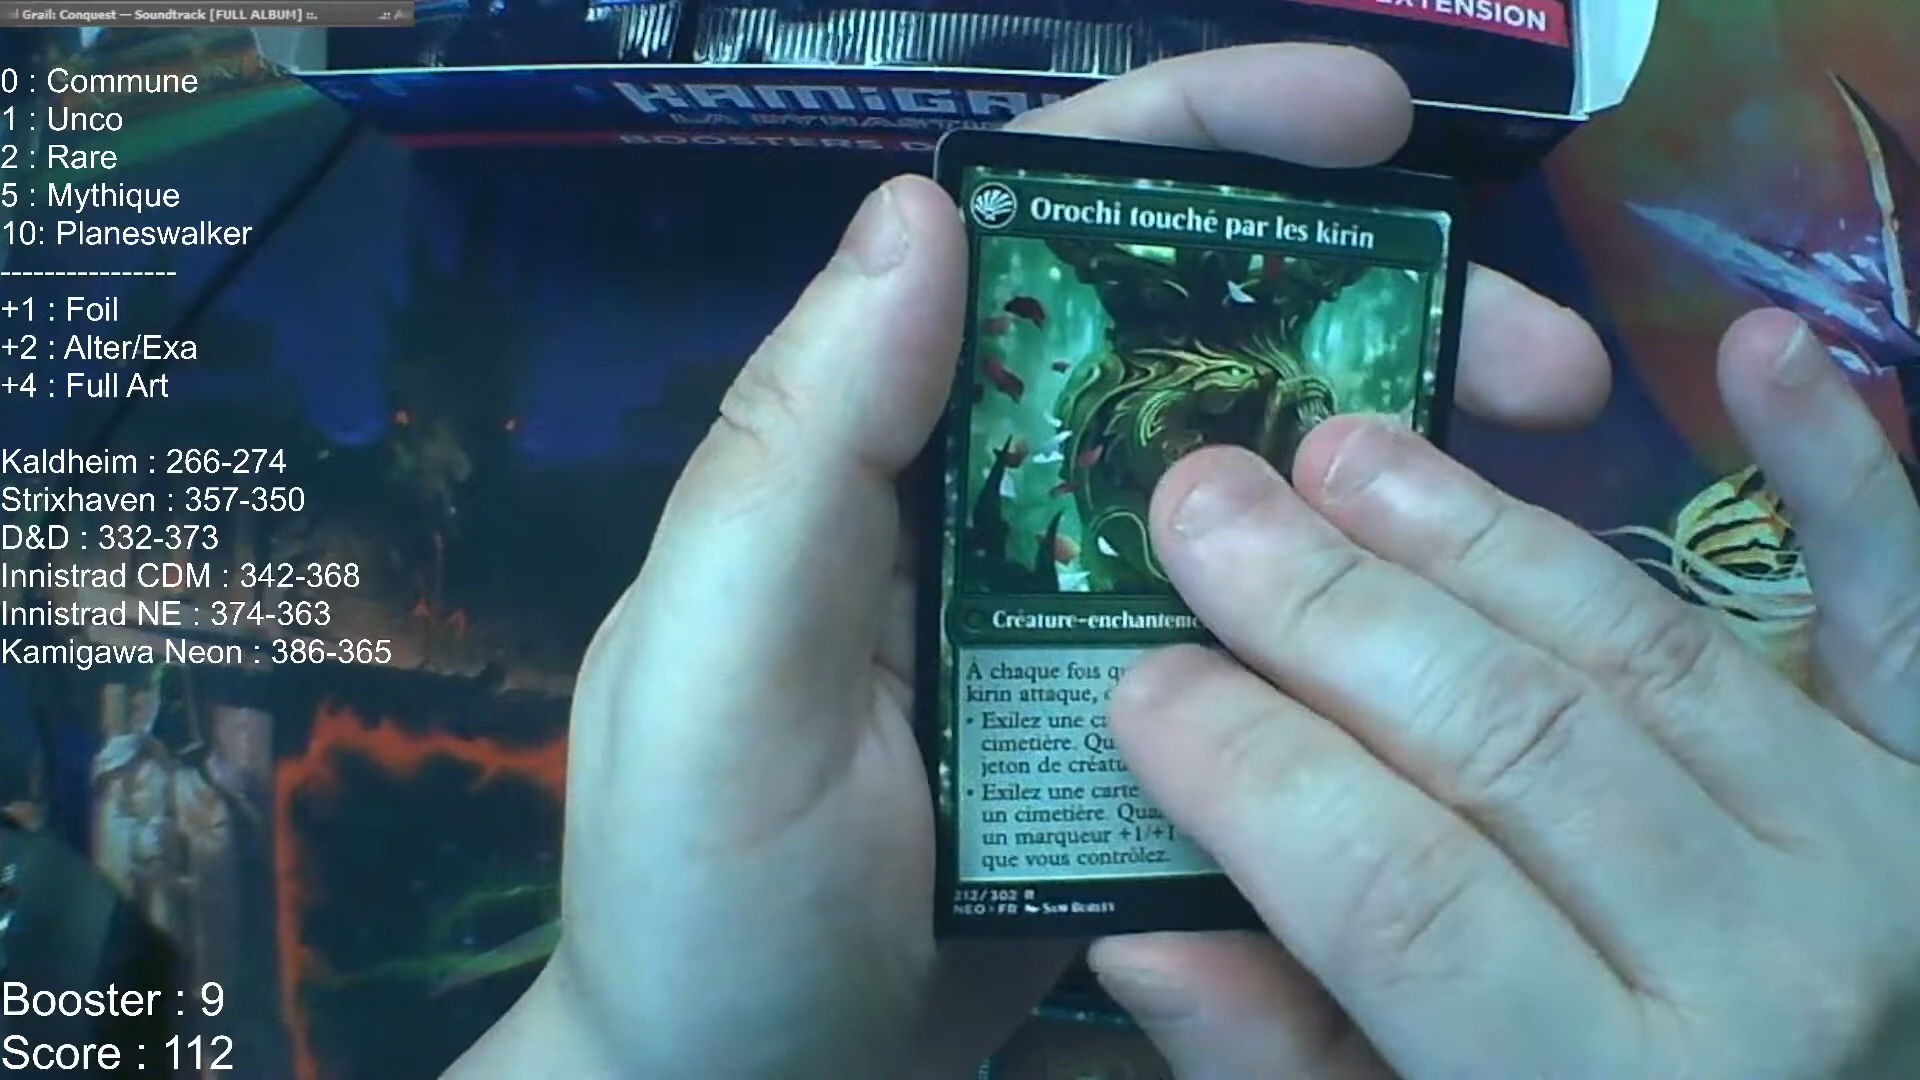 Grail: Conquest — Soundtrack [FULL ALBUM] ::.
EXTENSION
KAMIGA
BOOSTERS D
0 : Commune
1 : Unco
2 : Rare
5 : Mythique
10: Planeswalker
----------------
+1 : Foil
+2 : Alter/Exa
+4 : Full Art
Kaldheim : 266-274
Strixhaven : 357-350
D&D : 332-373
Innistrad CDM : 342-368
Innistrad NE : 374-363
Kamigawa Neon : 386-365
Booster : 9
Score : 112
Orochi touché par les kirin
Créature-enchanteme
À chaque fois qu
kirin attaque,
• Exilez une c
cimetière. Qu
jeton de créatu
• Exilez une carte
un cimetière. Qua
un marqueur +1/+1
que vous contrôlez.
212/302 R
NEO • FR